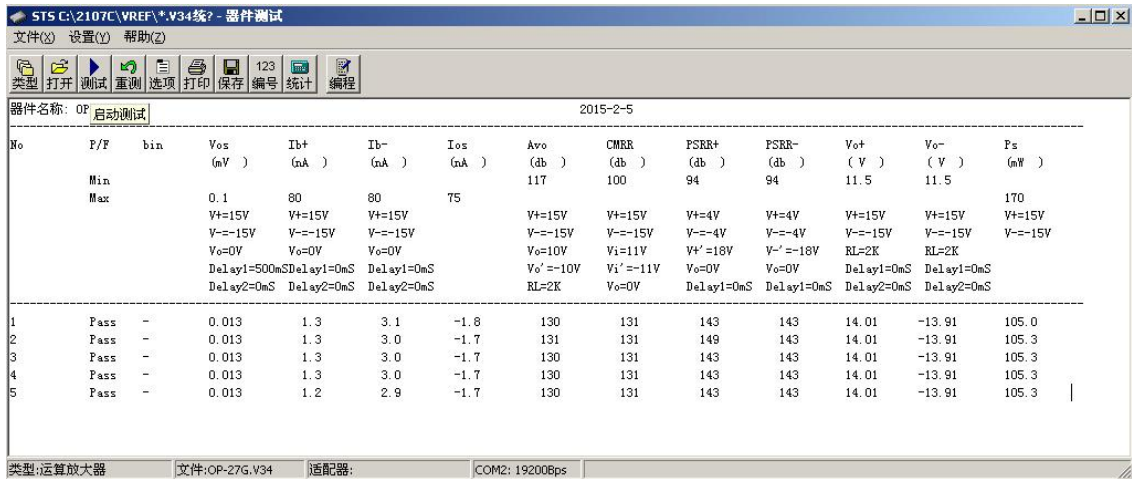 STS C:\2107C\VREF\*.V34统? - 器件测试
文件(X) 设置(Y) 帮助(Z)
123
类型 打开 测试 重测 选项 打印 保存 编号 统计 编程
器件名称: OP 启动测试 2015-2-5
No P/F bin Vos Ib+ Ib- Ios Avo CMRR PSRR+ PSRR- Vo+ Vo- Ps
(mV ) (nA ) (nA ) (nA ) (db ) (db ) (db ) (db ) ( V ) ( V ) (mW )
Min 117 100 94 94 11.5 11.5
Max 0.1 80 80 75 170
V+=15V V+=15V V+=15V V+=15V V+=15V V+=4V V+=4V V+=15V V+=15V V+=15V
V-=-15V V-=-15V V-=-15V V-=-15V V-=-15V V-=-4V V-=-4V V-=-15V V-=-15V V-=-15V
Vo=0V Vo=0V Vo=0V Vo=10V Vi=11V V+'=18V V-'=-18V RL=2K RL=2K
Delay1=500mSDelay1=0mS Delay1=0mS Vo'=-10V Vi'=-11V Vo=0V Vo=0V Delay1=0mS Delay1=0mS
Delay2=0mS Delay2=0mS Delay2=0mS RL=2K Vo=0V Delay1=0mS Delay1=0mS Delay2=0mS Delay2=0mS
1 Pass - 0.013 1.3 3.1 -1.8 130 131 143 143 14.01 -13.91 105.0
2 Pass - 0.013 1.3 3.0 -1.7 131 131 149 143 14.01 -13.91 105.3
3 Pass - 0.013 1.3 3.0 -1.7 130 131 143 143 14.01 -13.91 105.3
4 Pass - 0.013 1.3 3.0 -1.7 130 131 143 143 14.01 -13.91 105.3
5 Pass - 0.013 1.2 2.9 -1.7 130 131 143 143 14.01 -13.91 105.3
类型:运算放大器 文件:OP-27G.V34 适配器: COM2: 19200Bps